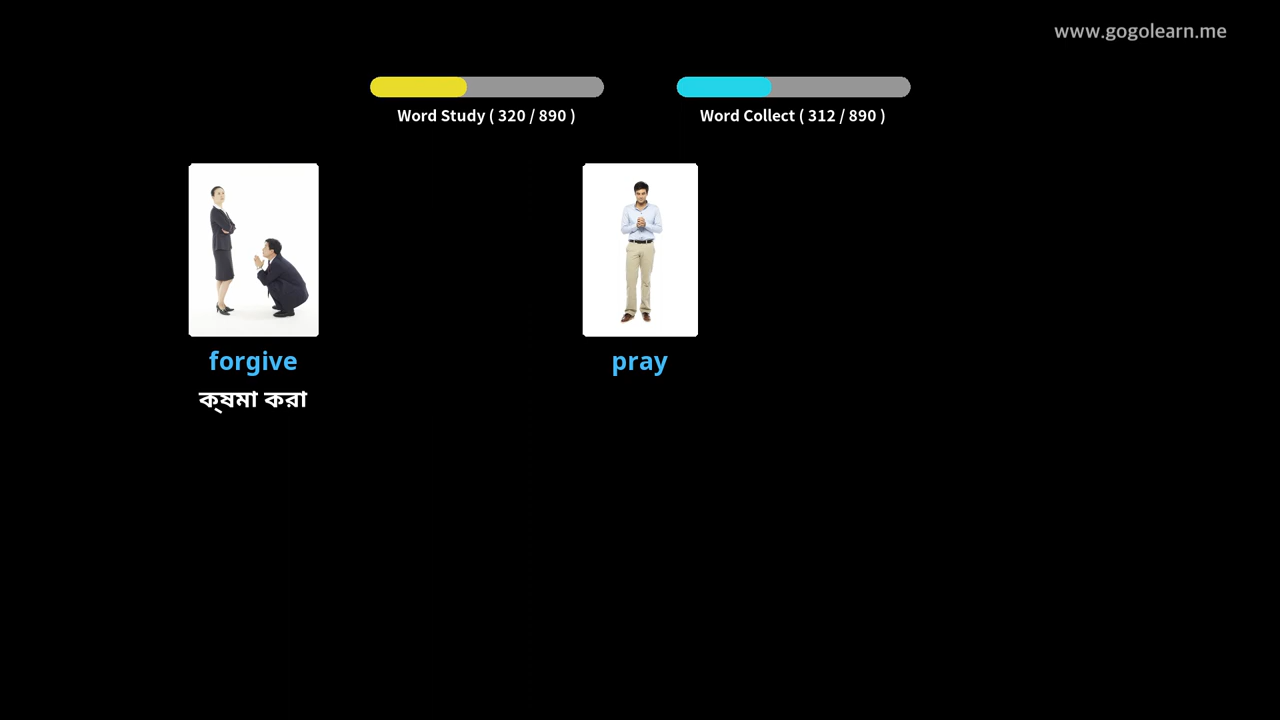 www.gogolearn.me
Word Study ( 320 / 890 )
Word Collect ( 312 / 890 )
forgive
pray
ক্ষমা করা